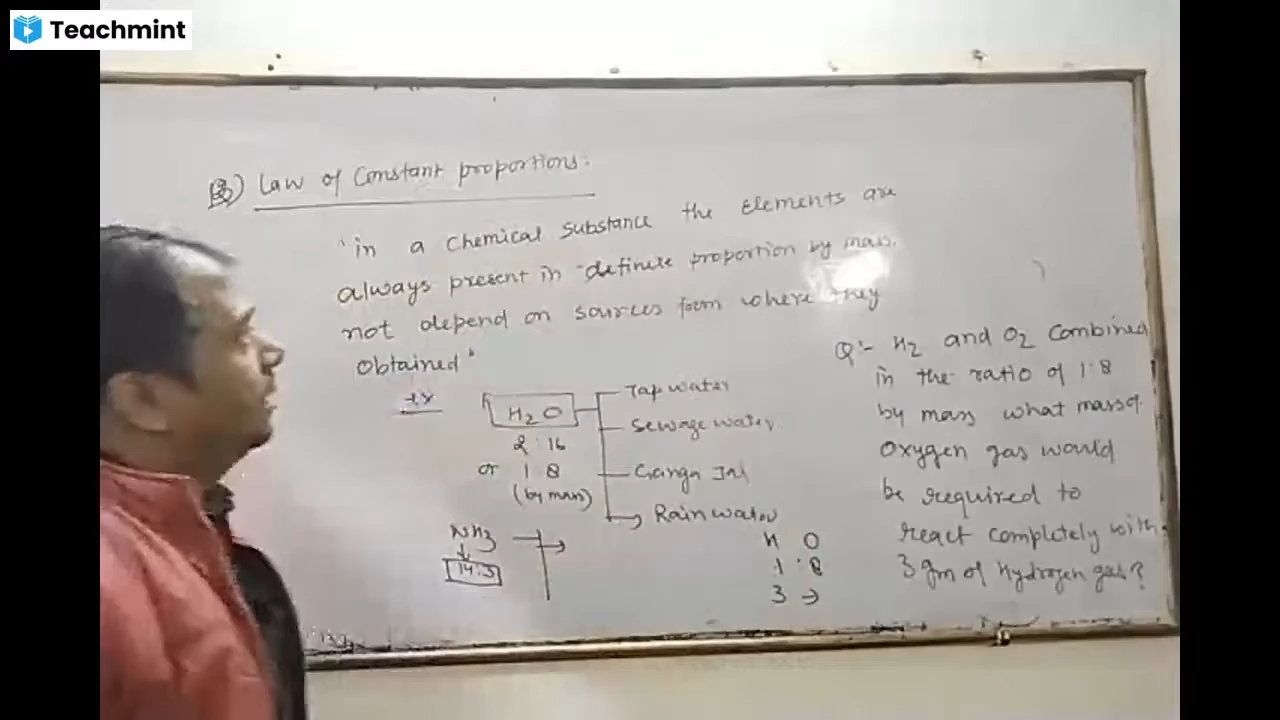 Teachmint
B) Law of Constant proportions.
"in a chemical substance the elements are
always present in definite proportion by mass.
not depend on sources from where they
obtained"
ex
H2O
Tap water
Sewage water
2:16
or 1:8
Ganga Jal
(by mass)
Rain water
NH3
14:3
H O
1:8
3 →
Q:- H2 and O2 combined
in the ratio of 1:8
by mass what mass of
oxygen gas would
be required to
react completely with
3 gm of Hydrogen gas?